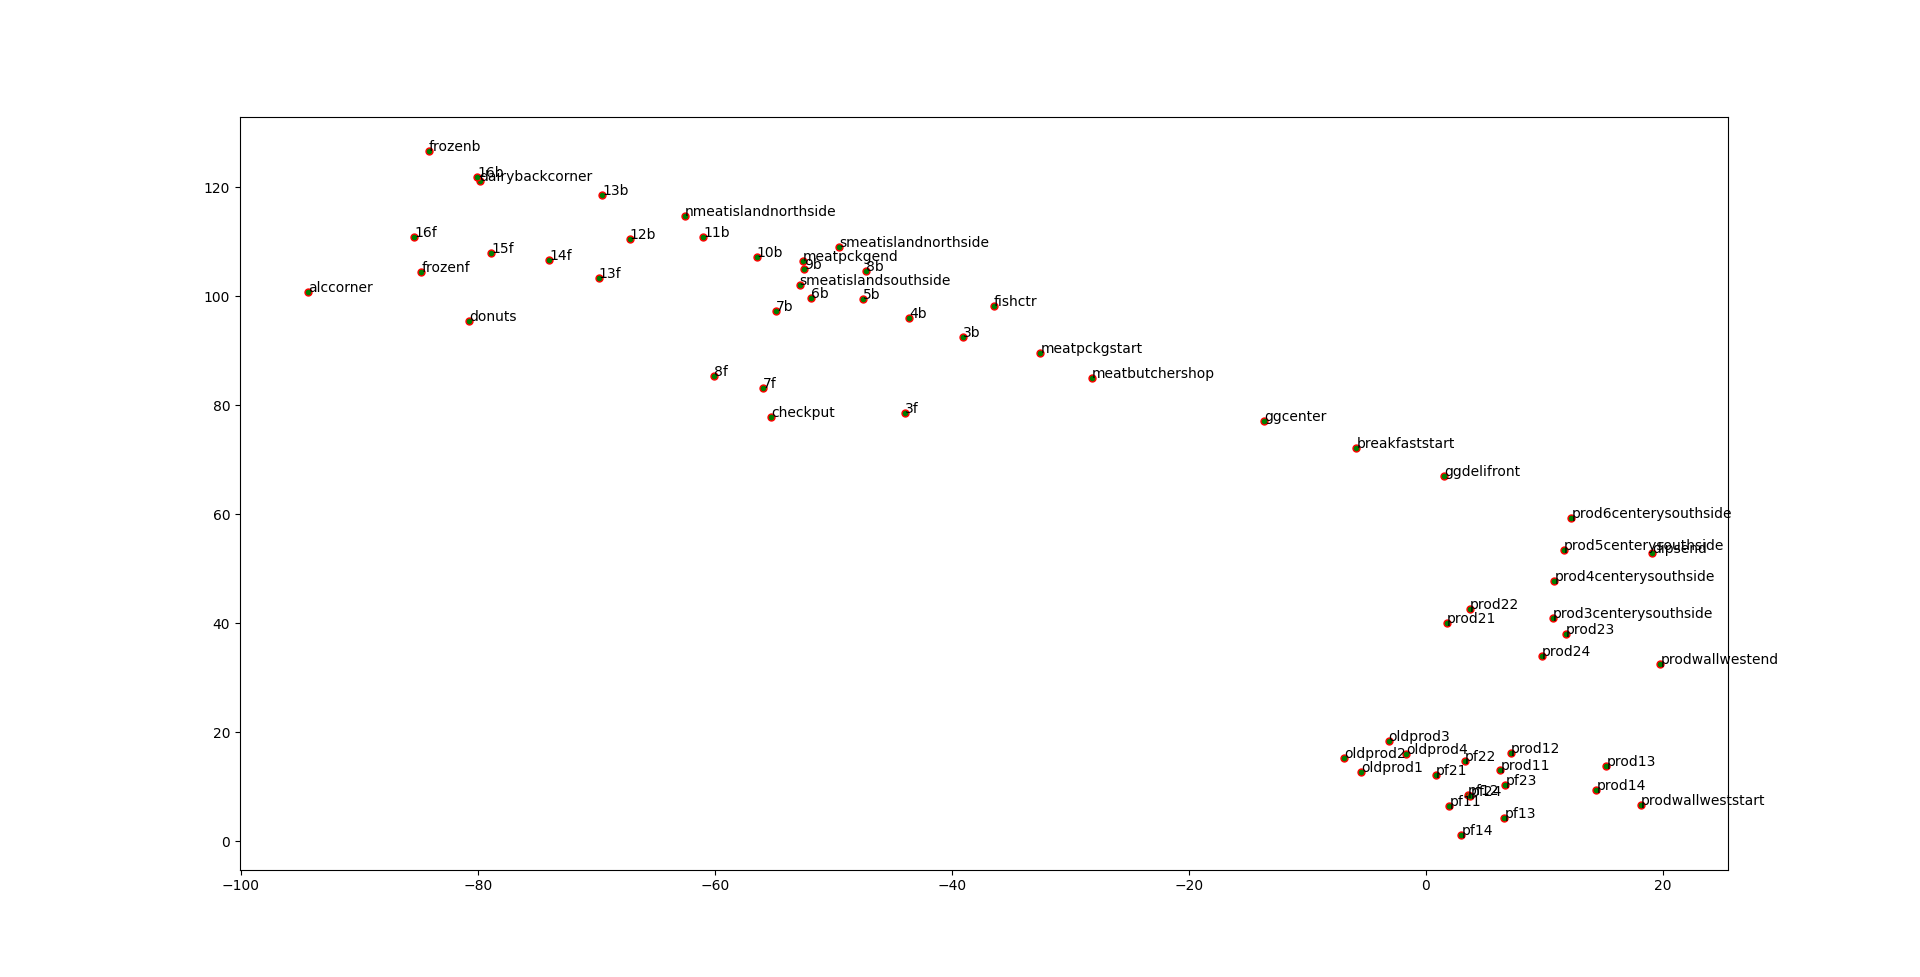 frozenb
16b
dairybackcorner
120
13b
nmeatislandnorthside
16f
12b
11b
smeatislandnorthside
15f
14f
10b
meatpckgend
9b
8b
frozenf
13f
smeatislandsouthside
alccorner
100
6b
5b
fishctr
7b
donuts
4b
3b
meatpckgstart
8f
meatbutchershop
7f
80
checkput
3f
ggcenter
breakfaststart
ggdelifront
60
prod6centerysouthside
prod5centerysouthside
dipsend
prod4centerysouthside
prod22
prod21
40
prod3centerysouthside
prod23
prod24
prodwallwestend
20
oldprod3
oldprod2
oldprod4
oldprod1
pf22
prod12
pf21
prod11
prod13
pf23
prod14
pf12
pf24
pf11
prodwallweststart
pf13
pf14
0
−100 −80 −60 −40 −20 0 20